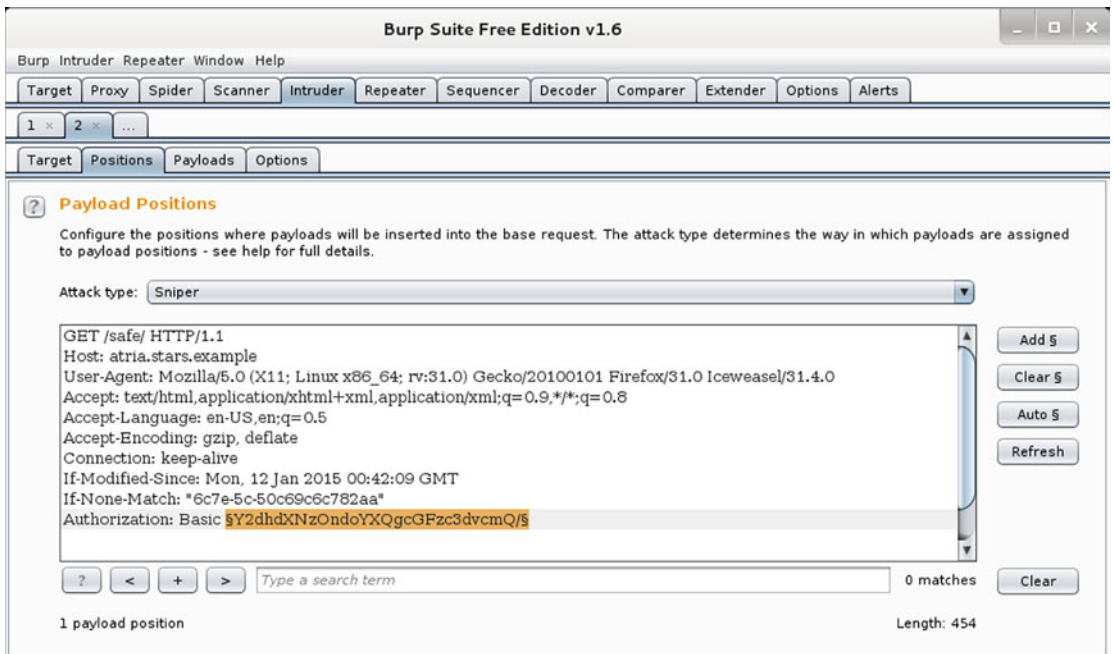 Burp Suite Free Edition v1.6
Burp Intruder Repeater Window Help
Target Proxy Spider Scanner Intruder Repeater Sequencer Decoder Comparer Extender Options Alerts
1 × 2 × ...
Target Positions Payloads Options
? Payload Positions
Configure the positions where payloads will be inserted into the base request. The attack type determines the way in which payloads are assigned
to payload positions - see help for full details.
Attack type: Sniper
GET /safe/ HTTP/1.1
Host: atria.stars.example
User-Agent: Mozilla/5.0 (X11; Linux x86_64; rv:31.0) Gecko/20100101 Firefox/31.0 Iceweasel/31.4.0
Accept: text/html,application/xhtml+xml,application/xml;q=0.9,*/*;q=0.8
Accept-Language: en-US,en;q=0.5
Accept-Encoding: gzip, deflate
Connection: keep-alive
If-Modified-Since: Mon, 12 Jan 2015 00:42:09 GMT
If-None-Match: "6c7e-5c-50c69c6c782aa"
Authorization: Basic §Y2dhdXNzOndoYXQgcGFzc3dvcmQ/§
Add §
Clear §
Auto §
Refresh
? < + > Type a search term 0 matches Clear
1 payload position Length: 454